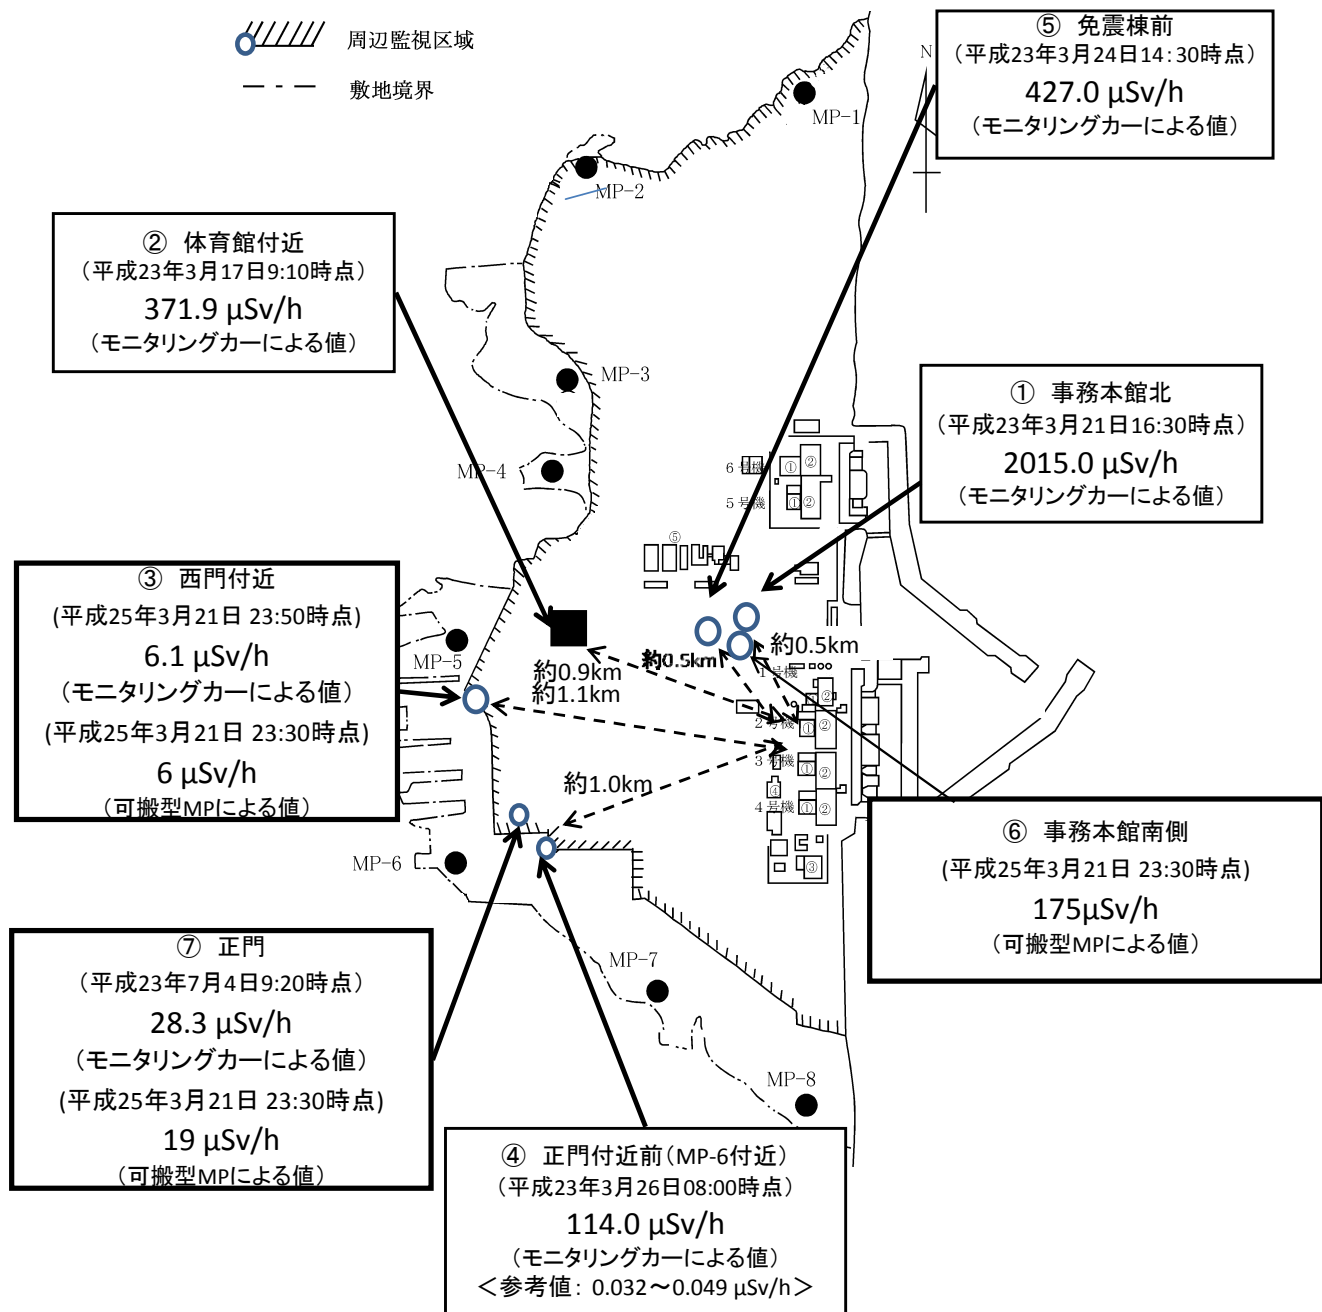 周辺監視区域
敷地境界
⑤ 免震棟前
（平成23年3月24日14:30時点）
427.0 μSv/h
（モニタリングカーによる値）
N
MP-1
MP-2
② 体育館付近
（平成23年3月17日9:10時点）
371.9 μSv/h
（モニタリングカーによる値）
MP-3
① 事務本館北
（平成23年3月21日16:30時点）
2015.0 μSv/h
（モニタリングカーによる値）
MP-4
6号機
①
②
5号機
①
②
⑤
③ 西門付近
(平成25年3月21日 23:50時点)
6.1 μSv/h
（モニタリングカーによる値）
(平成25年3月21日 23:30時点)
6 μSv/h
（可搬型MPによる値）
MP-5
約0.9km
約1.1km
約0.5km
約0.5km
1号機
②
2号機
①
②
3号機
①
②
④
4号機
①
②
③
約1.0km
MP-6
⑥ 事務本館南側
(平成25年3月21日 23:30時点)
175μSv/h
（可搬型MPによる値）
⑦ 正門
（平成23年7月4日9:20時点）
28.3 μSv/h
（モニタリングカーによる値）
(平成25年3月21日 23:30時点)
19 μSv/h
（可搬型MPによる値）
MP-7
MP-8
④ 正門付近前（MP-6付近）
（平成23年3月26日08:00時点）
114.0 μSv/h
（モニタリングカーによる値）
＜参考値: 0.032～0.049 μSv/h＞